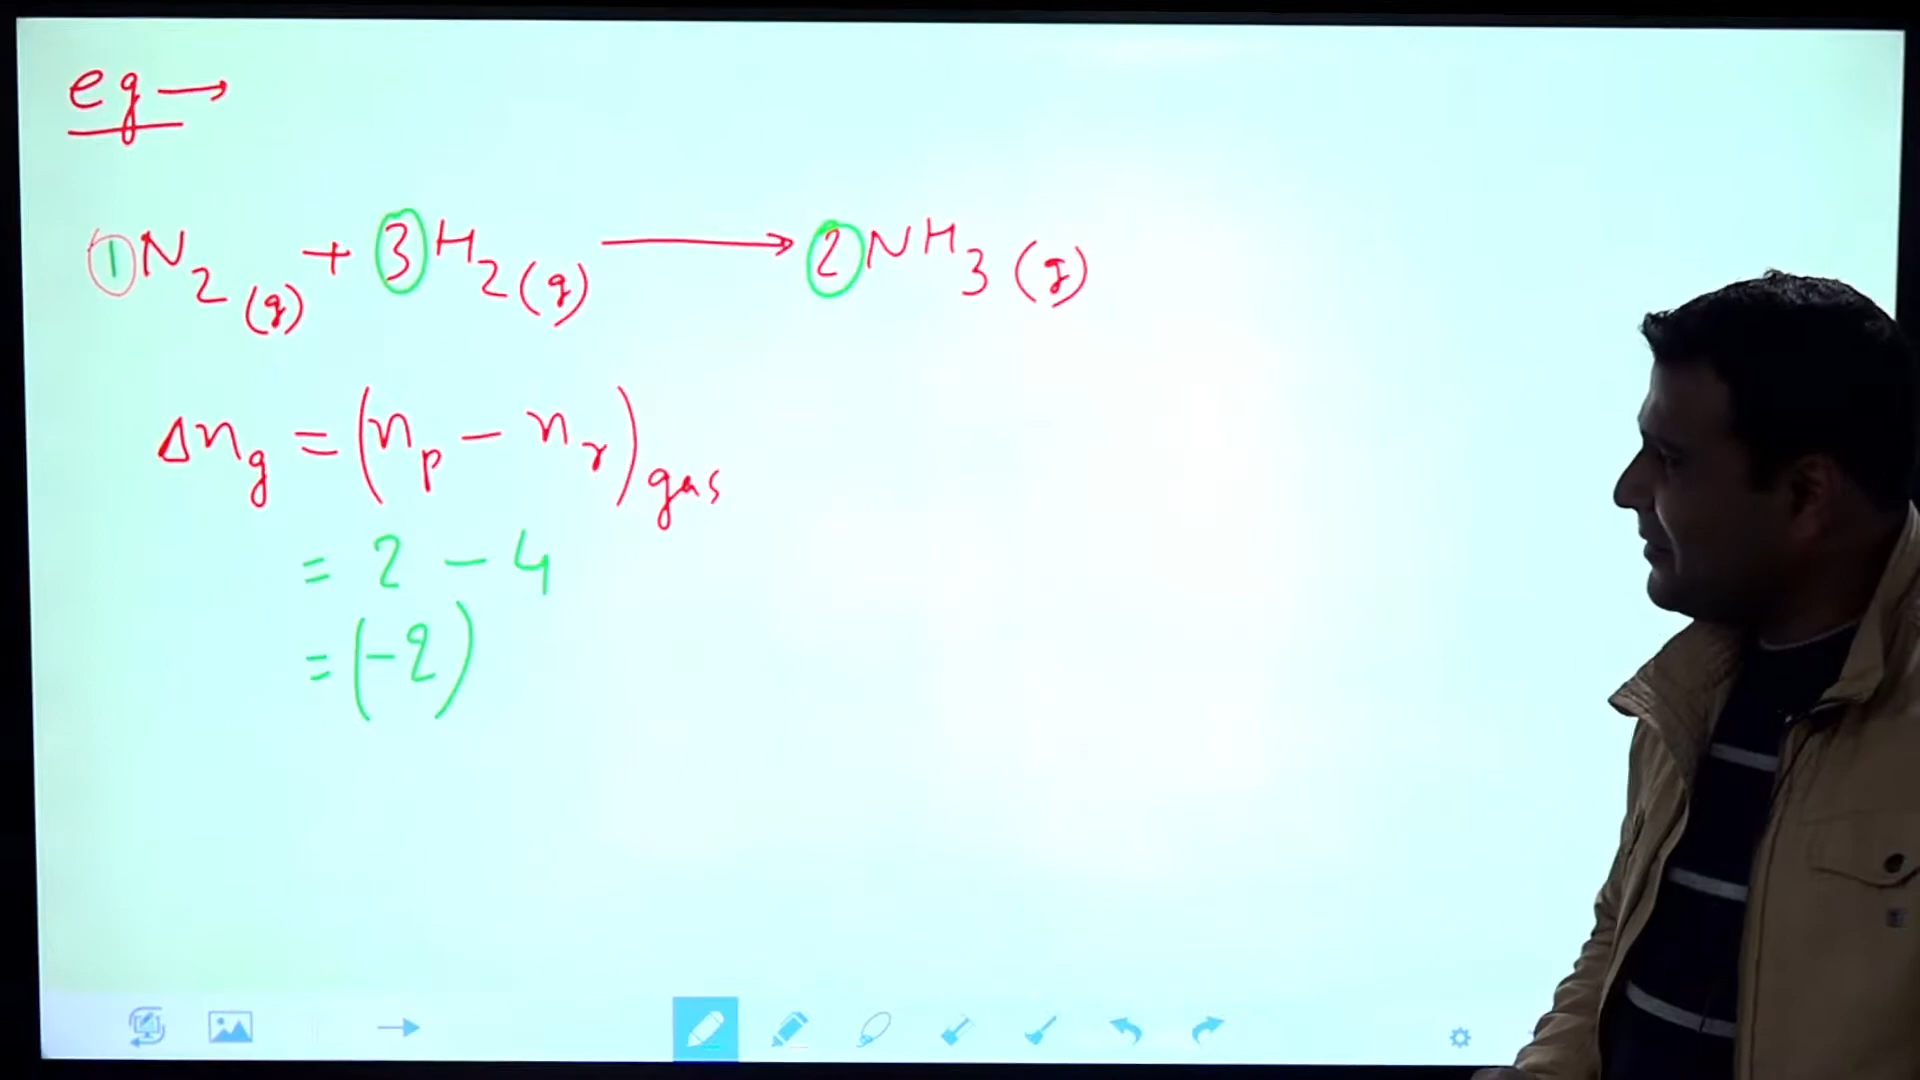 eg →
1 N2 (g) + 3 H2 (g) → 2 NH3 (g)
Δng = (np − nr)gas
= 2 − 4
= (−2)